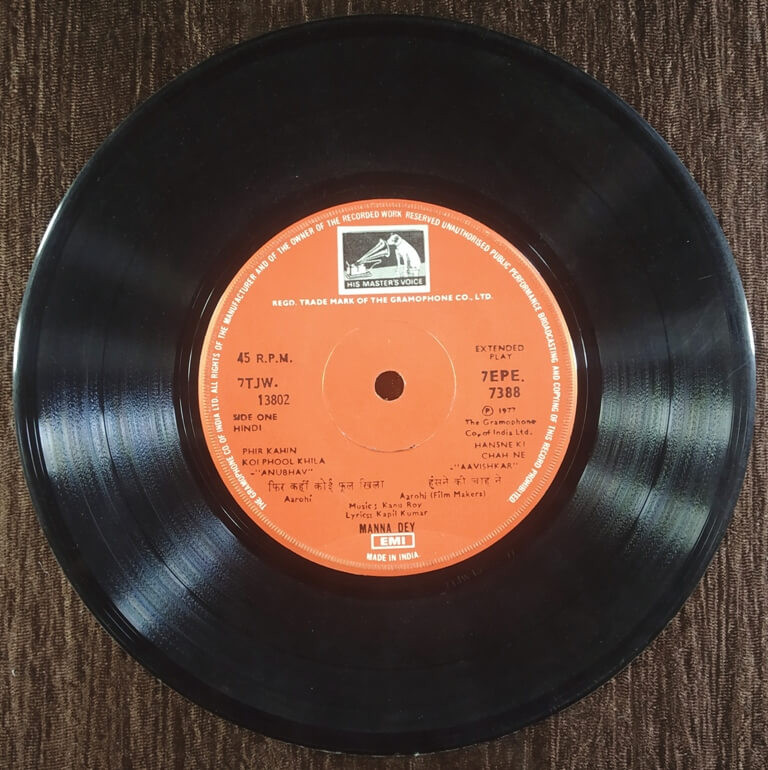 THE GRAMOPHONE CO. OF INDIA LTD. ALL RIGHTS OF THE MANUFACTURER AND OF THE OWNER OF THE RECORDED WORK RESERVED UNAUTHORISED PUBLIC PERFORMANCE BROADCASTING AND COPYING OF THIS RECORD PROHIBITED
HIS MASTER'S VOICE
REGD. TRADE MARK OF THE GRAMOPHONE CO., LTD.
45 R.P.M.
7TJW.
13802
SIDE ONE
HINDI
EXTENDED
PLAY
7EPE.
7388
Ⓟ 1977
The Gramophone
Co. of India Ltd.
PHIR KAHIN
KOI PHOOL KHILA
-"ANUBHAV"
फिर कहीं कोई फूल खिला
Aarohi
HANSNE KI
CHAH NE
-"AAVISHKAR"
हँसने की चाह ने
Aarohi (Film Makers)
Music: Kanu Roy
Lyrics: Kapil Kumar
MANNA DEY
EMI
MADE IN INDIA